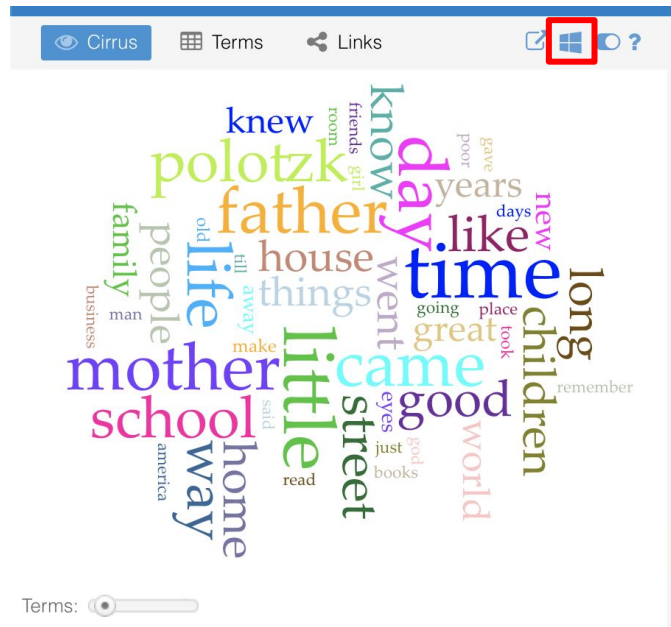 Cirrus Terms Links ?
knew
room
friends
know
polotzk
girl
day
poor
gave
years
father
family
people
old
life
till
house
things
away
like
days
new
time
went
going
place
great
took
long
children
business
man
make
mother
little
came
remember
school
said
street
eyes
good
just
god
books
world
america
way
home
read
Terms: